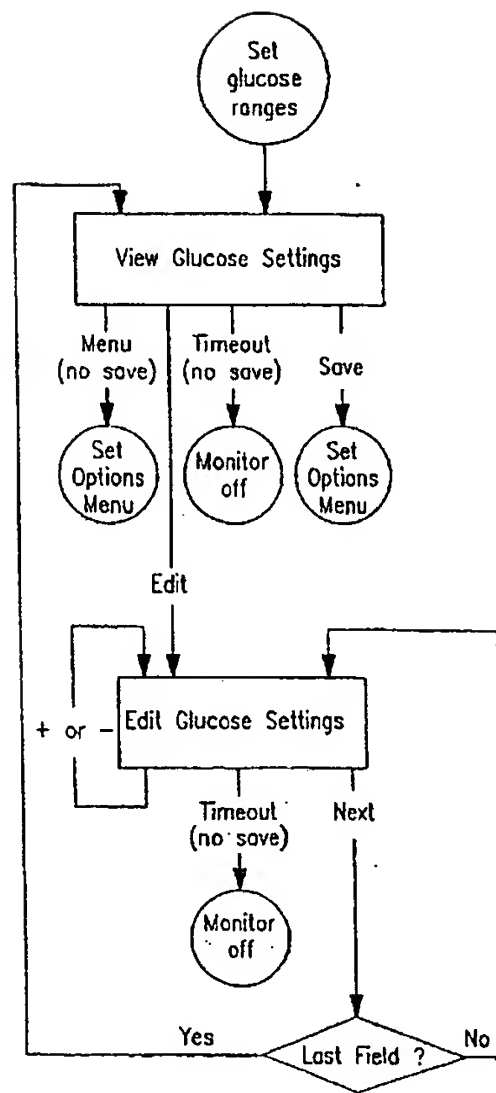 Set
glucose
ranges
View Glucose Settings
Menu
(no save)
Timeout
(no save)
Save
Set
Options
Menu
Monitor
off
Set
Options
Menu
Edit
+ or -
Edit Glucose Settings
Timeout
(no save)
Next
Monitor
off
Yes
Last Field ?
No